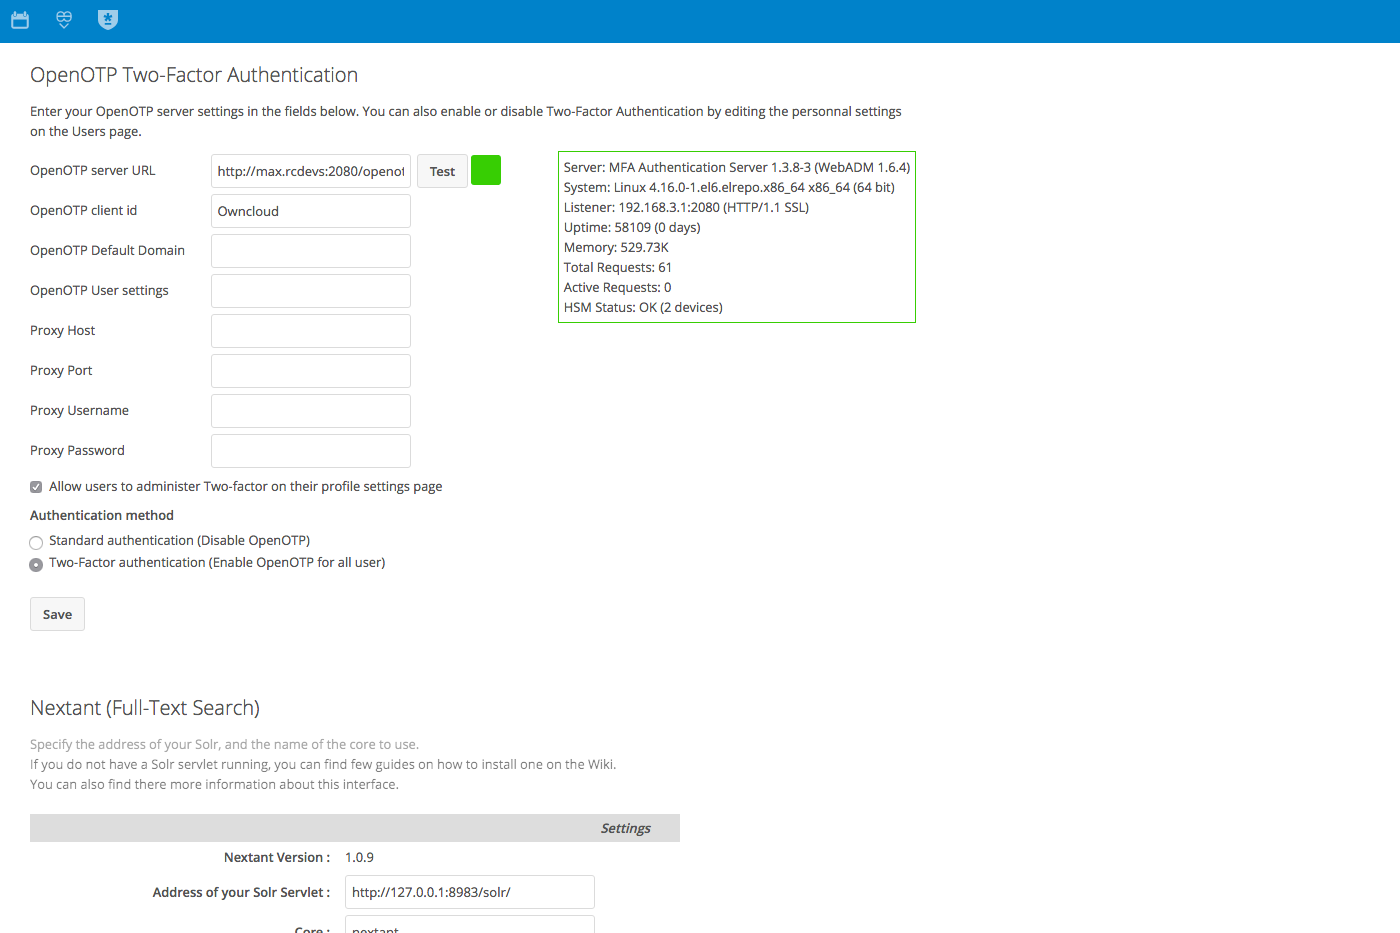 OpenOTP Two-Factor Authentication
Enter your OpenOTP server settings in the fields below. You can also enable or disable Two-Factor Authentication by editing the personnal settings
on the Users page.
OpenOTP server URL http://max.rcdevs:2080/openot Test
OpenOTP client id Owncloud
OpenOTP Default Domain
OpenOTP User settings
Proxy Host
Proxy Port
Proxy Username
Proxy Password
Server: MFA Authentication Server 1.3.8-3 (WebADM 1.6.4)
System: Linux 4.16.0-1.el6.elrepo.x86_64 x86_64 (64 bit)
Listener: 192.168.3.1:2080 (HTTP/1.1 SSL)
Uptime: 58109 (0 days)
Memory: 529.73K
Total Requests: 61
Active Requests: 0
HSM Status: OK (2 devices)
Allow users to administer Two-factor on their profile settings page
Authentication method
Standard authentication (Disable OpenOTP)
Two-Factor authentication (Enable OpenOTP for all user)
Save
Nextant (Full-Text Search)
Specify the address of your Solr, and the name of the core to use.
If you do not have a Solr servlet running, you can find few guides on how to install one on the Wiki.
You can also find there more information about this interface.
Settings
Nextant Version : 1.0.9
Address of your Solr Servlet : http://127.0.0.1:8983/solr/
Core : nextant